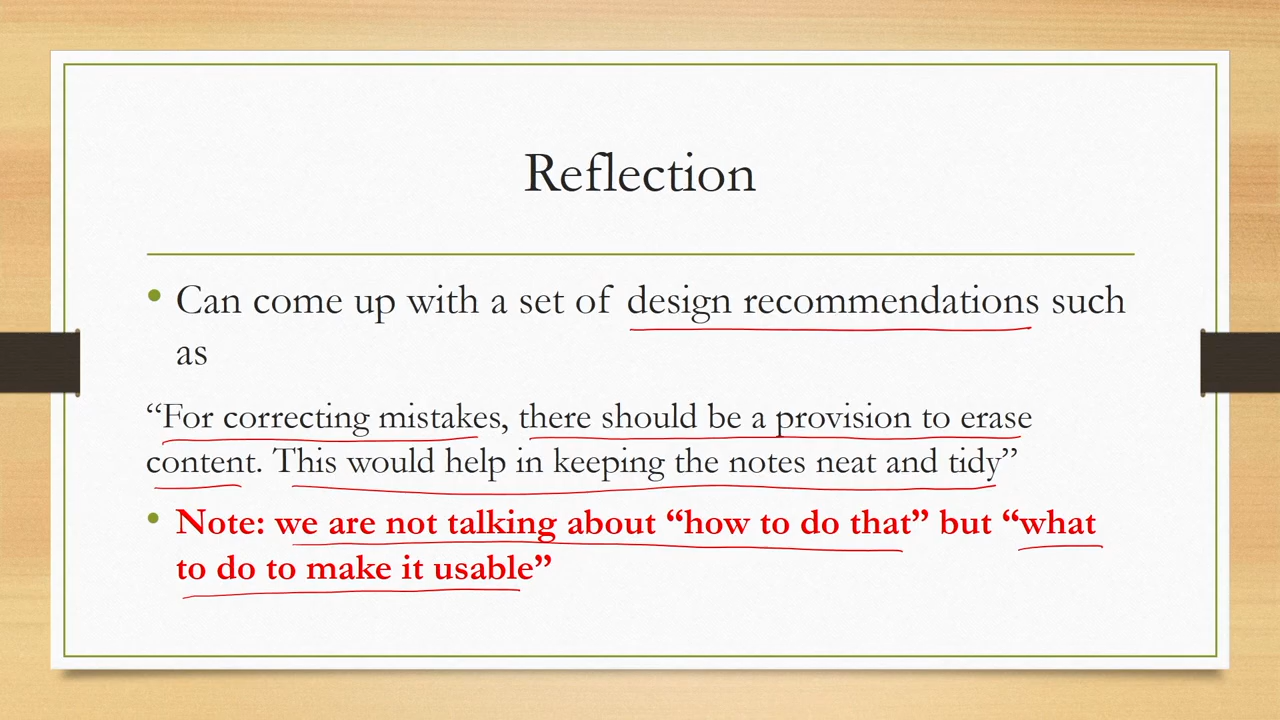 Reflection
• Can come up with a set of design recommendations such
as
“For correcting mistakes, there should be a provision to erase
content. This would help in keeping the notes neat and tidy”
• Note: we are not talking about “how to do that” but “what
to do to make it usable”